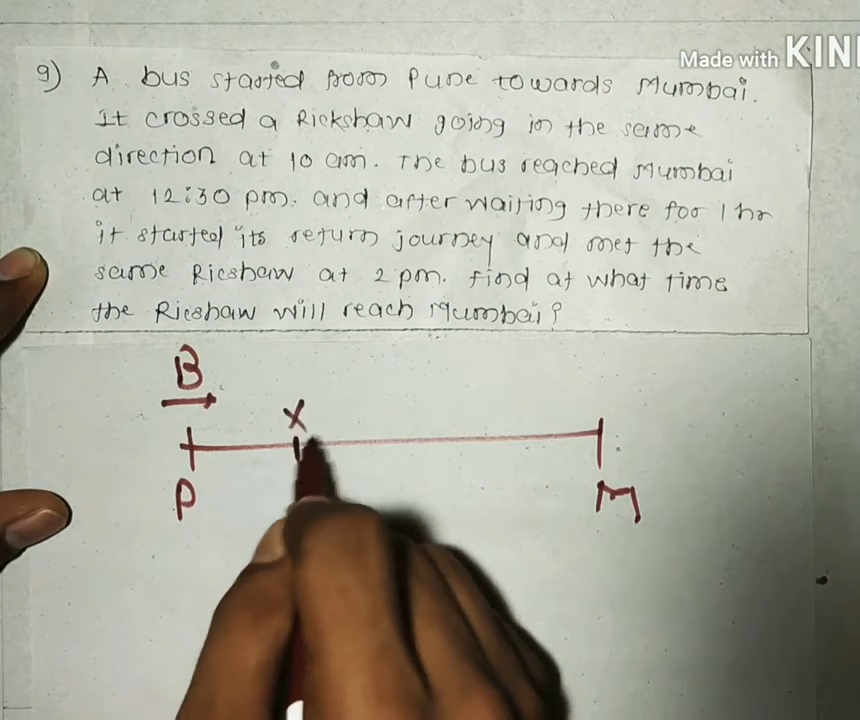 Made with KIN
9) A bus started from Pune towards Mumbai.
It crossed a Rickshaw going in the same
direction at 10 am. The bus reached Mumbai
at 12:30 pm. and after waiting there for 1 hr
it started its return journey and met the
same Ricshaw at 2 pm. find at what time
the Ricshaw will reach Mumbai?
B
X
P
M